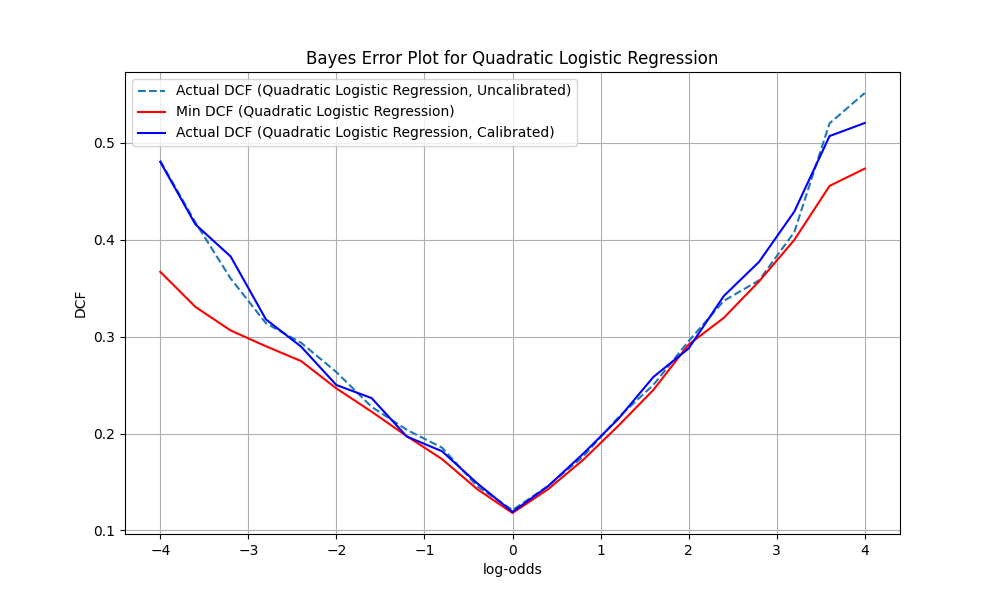 Bayes Error Plot for Quadratic Logistic Regression
Actual DCF (Quadratic Logistic Regression, Uncalibrated)
Min DCF (Quadratic Logistic Regression)
Actual DCF (Quadratic Logistic Regression, Calibrated)
DCF
0.5
0.4
0.3
0.2
0.1
−4 −3 −2 −1 0 1 2 3 4
log-odds